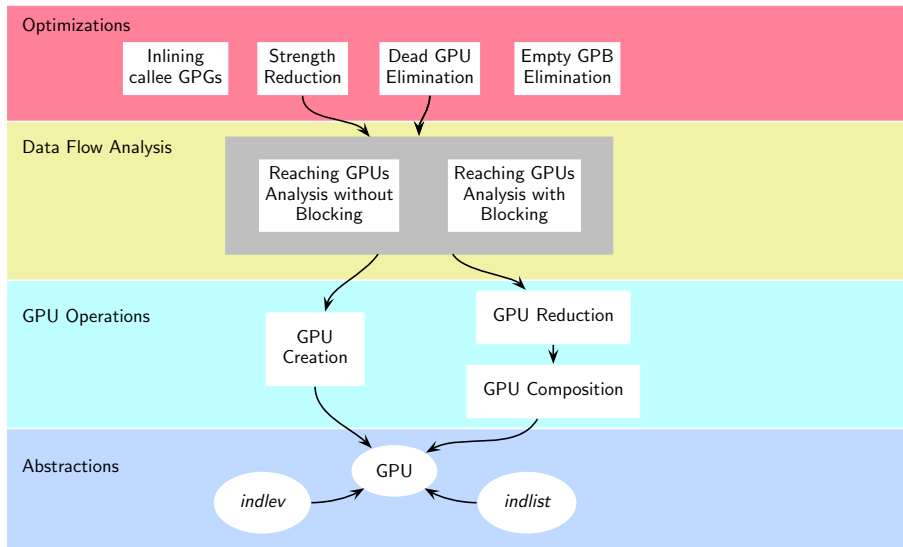 Optimizations
Inlining
callee GPGs
Strength
Reduction
Dead GPU
Elimination
Empty GPB
Elimination
Data Flow Analysis
Reaching GPUs
Analysis without
Blocking
Reaching GPUs
Analysis with
Blocking
GPU Operations
GPU
Creation
GPU Reduction
GPU Composition
Abstractions
GPU
indlev
indlist